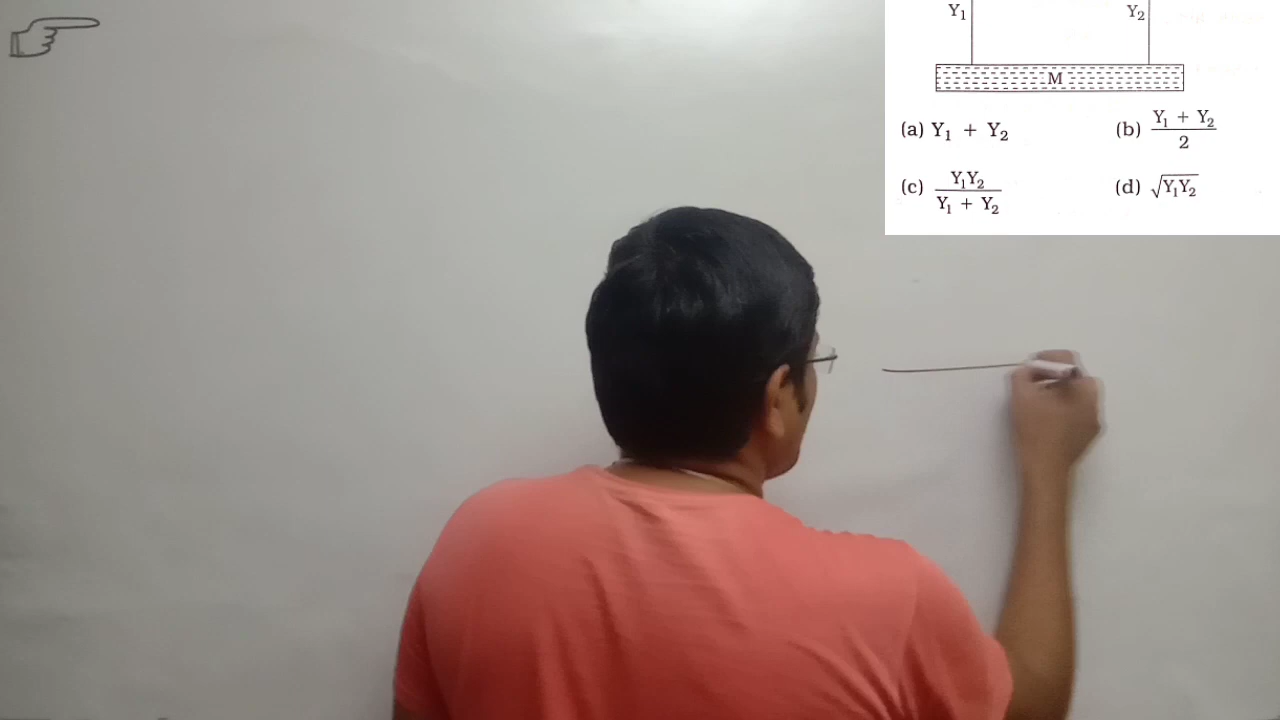 Y₁ Y₂
M
(a) Y₁ + Y₂ (b) (Y₁ + Y₂)/2
(c) Y₁Y₂/(Y₁ + Y₂) (d) √Y₁Y₂